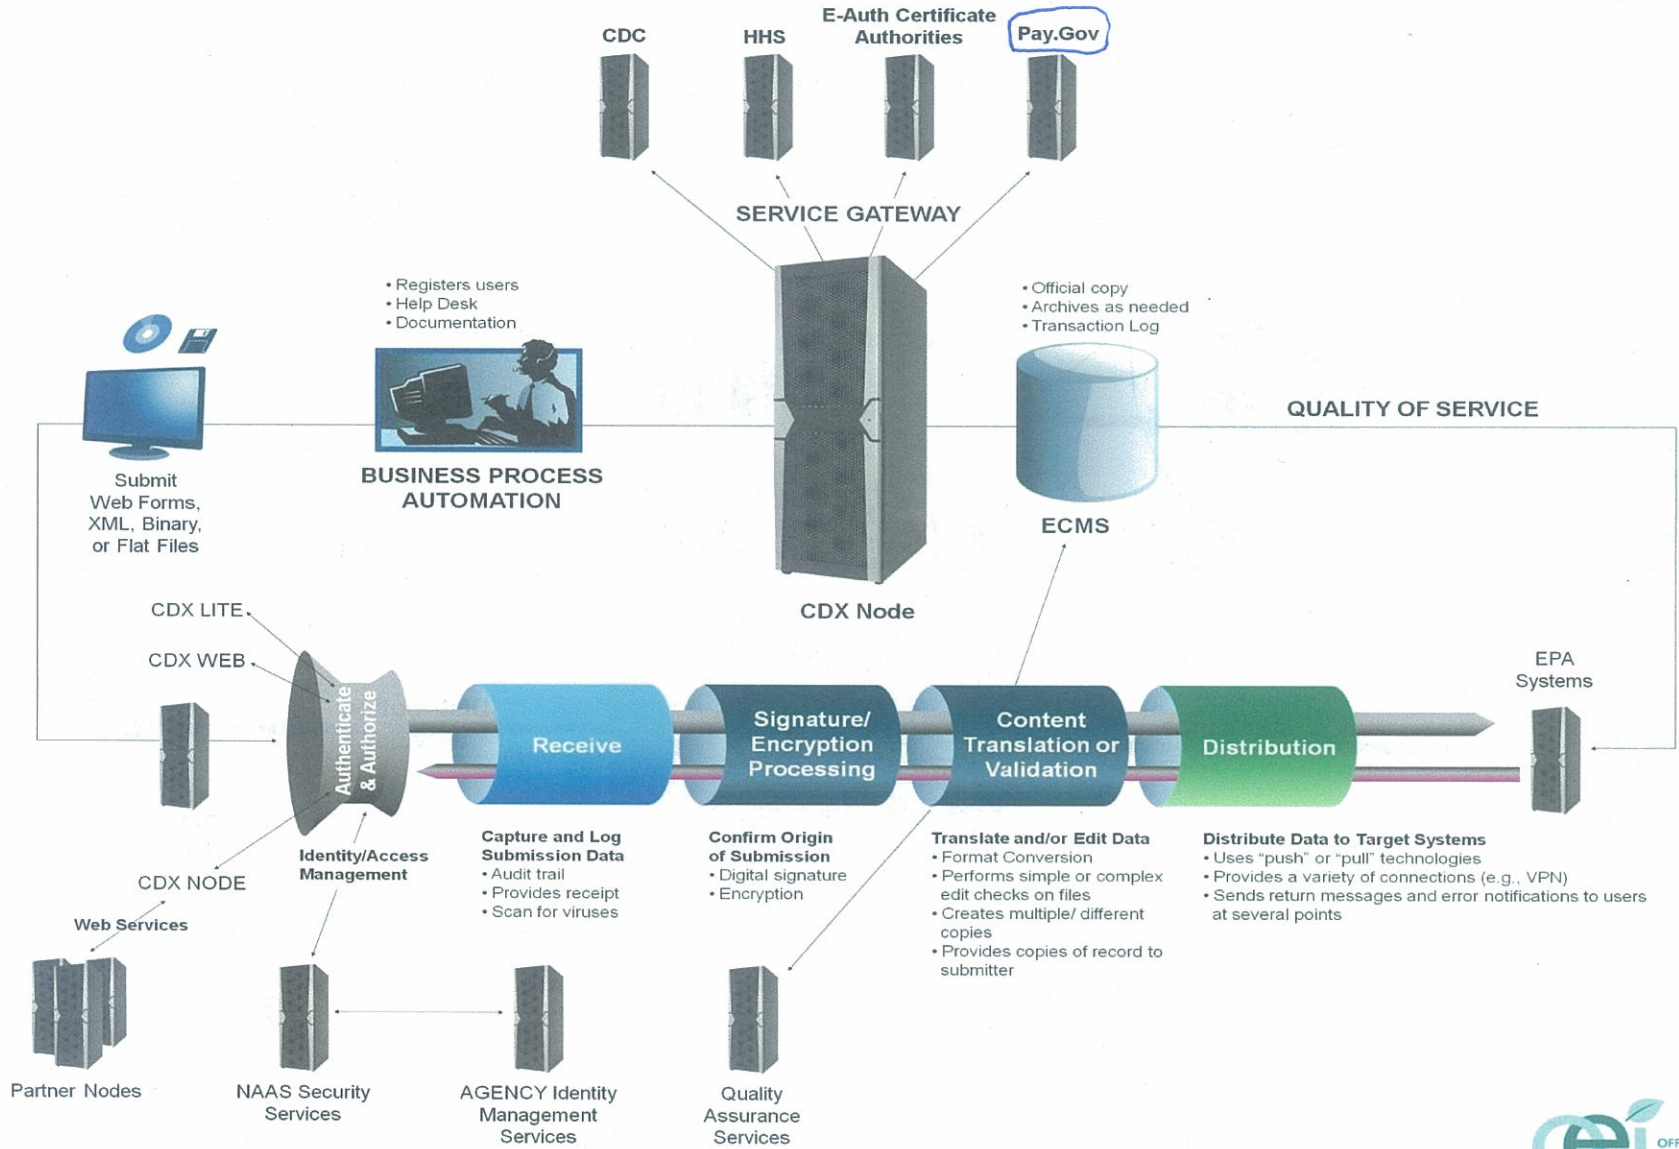 CDC
HHS
E-Auth Certificate
Authorities
Pay.Gov
SERVICE GATEWAY
• Registers users
• Help Desk
• Documentation
• Official copy
• Archives as needed
• Transaction Log
QUALITY OF SERVICE
Submit
Web Forms,
XML, Binary,
or Flat Files
BUSINESS PROCESS
AUTOMATION
ECMS
CDX Node
CDX LITE
CDX WEB
EPA
Systems
Authenticate
& Authorize
Receive
Signature/
Encryption
Processing
Content
Translation or
Validation
Distribution
Identity/Access
Management
Capture and Log
Submission Data
• Audit trail
• Provides receipt
• Scan for viruses
Confirm Origin
of Submission
• Digital signature
• Encryption
Translate and/or Edit Data
• Format Conversion
• Performs simple or complex
edit checks on files
• Creates multiple/ different
copies
• Provides copies of record to
submitter
Distribute Data to Target Systems
• Uses "push" or "pull" technologies
• Provides a variety of connections (e.g., VPN)
• Sends return messages and error notifications to users
at several points
CDX NODE
Web Services
Partner Nodes
NAAS Security
Services
AGENCY Identity
Management
Services
Quality
Assurance
Services
oei